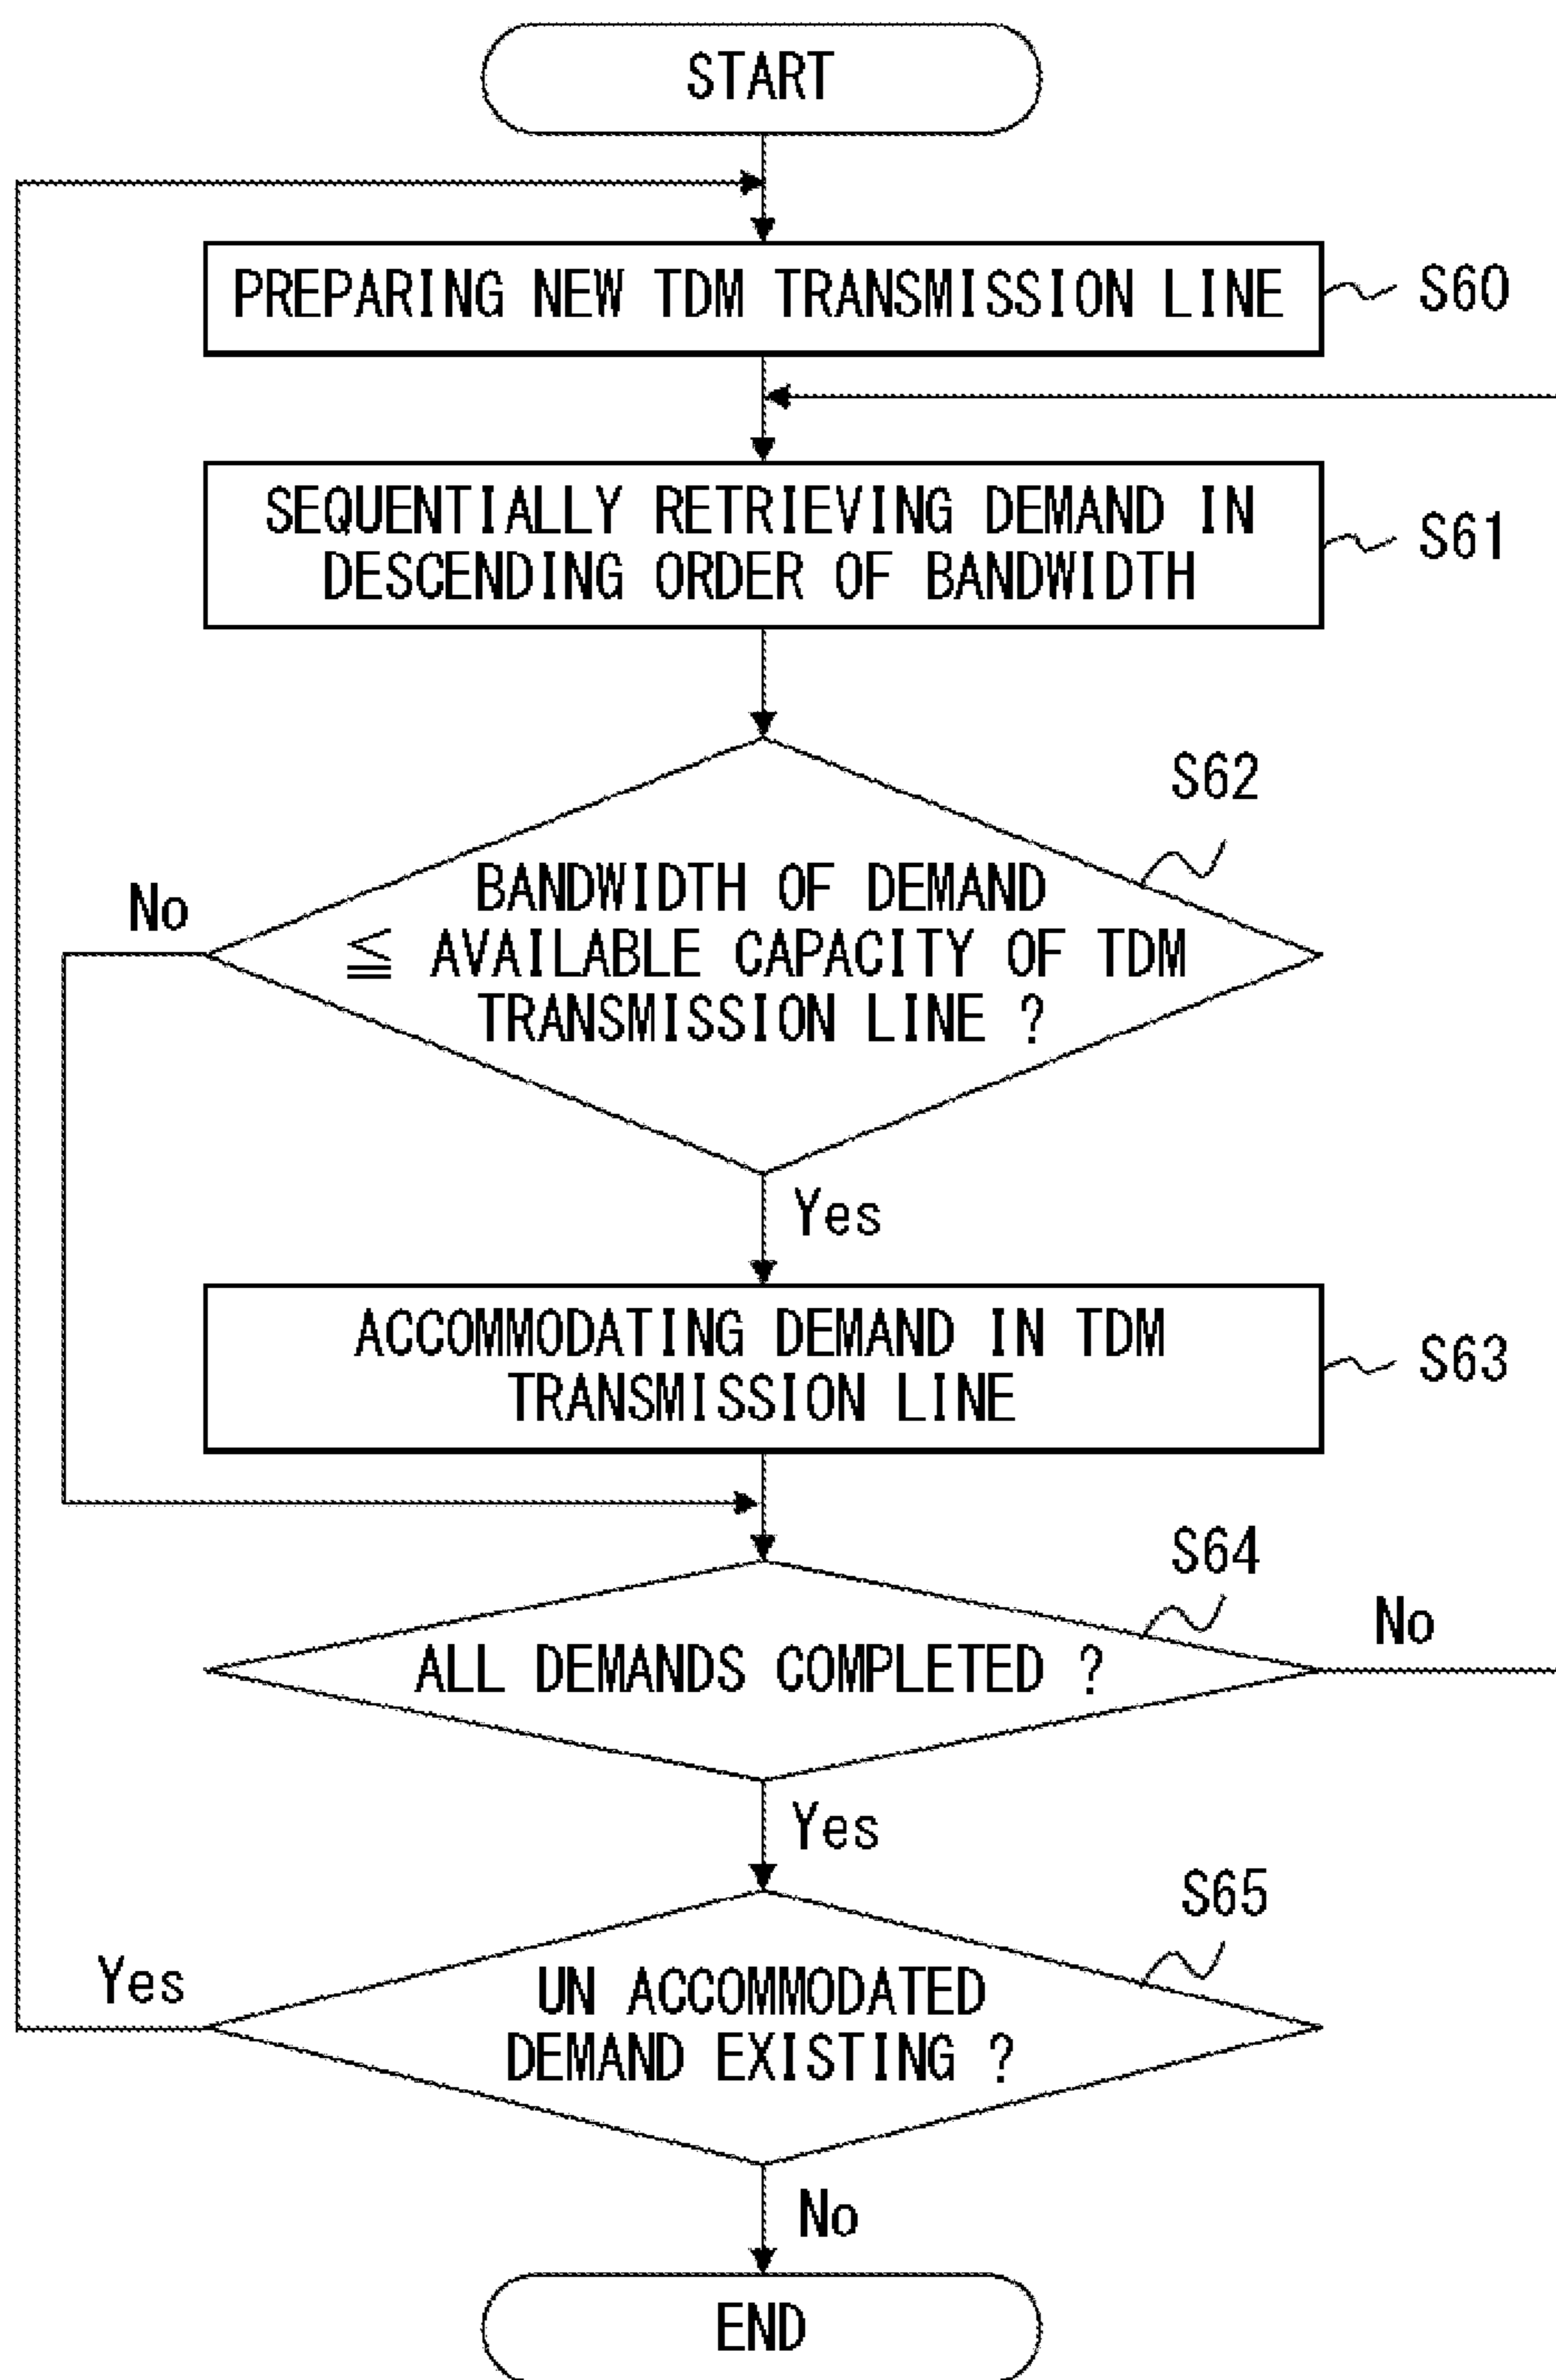 START
PREPARING NEW TDM TRANSMISSION LINE
S60
SEQUENTIALLY RETRIEVING DEMAND IN
DESCENDING ORDER OF BANDWIDTH
S61
S62
BANDWIDTH OF DEMAND
≦ AVAILABLE CAPACITY OF TDM
TRANSMISSION LINE ?
No
Yes
ACCOMMODATING DEMAND IN TDM
TRANSMISSION LINE
S63
S64
ALL DEMANDS COMPLETED ?
No
Yes
S65
UN ACCOMMODATED
DEMAND EXISTING ?
Yes
No
END